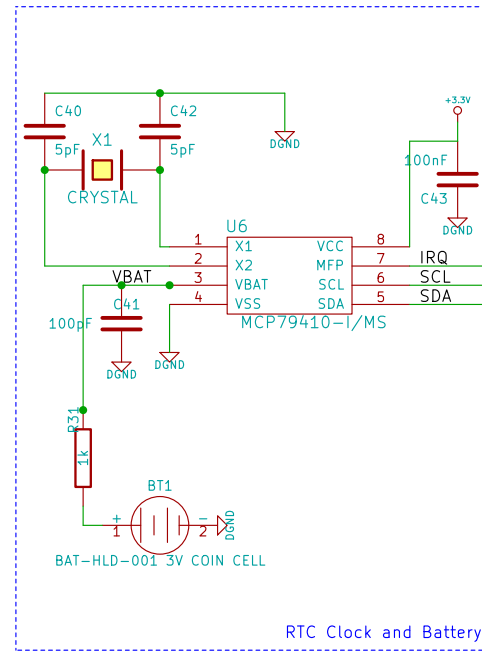 +3.3V
C40
C42
5pF
X1
5pF
CRYSTAL
DGND
100nF
C43
DGND
U6
1 X1 VCC 8
2 X2 MFP 7 IRQ
VBAT 3 VBAT SCL 6 SCL
4 VSS SDA 5 SDA
MCP79410-I/MS
C41
100pF
DGND
DGND
R31
1k
BT1
+ 1 − 2
DGND
BAT-HLD-001 3V COIN CELL
RTC Clock and Battery